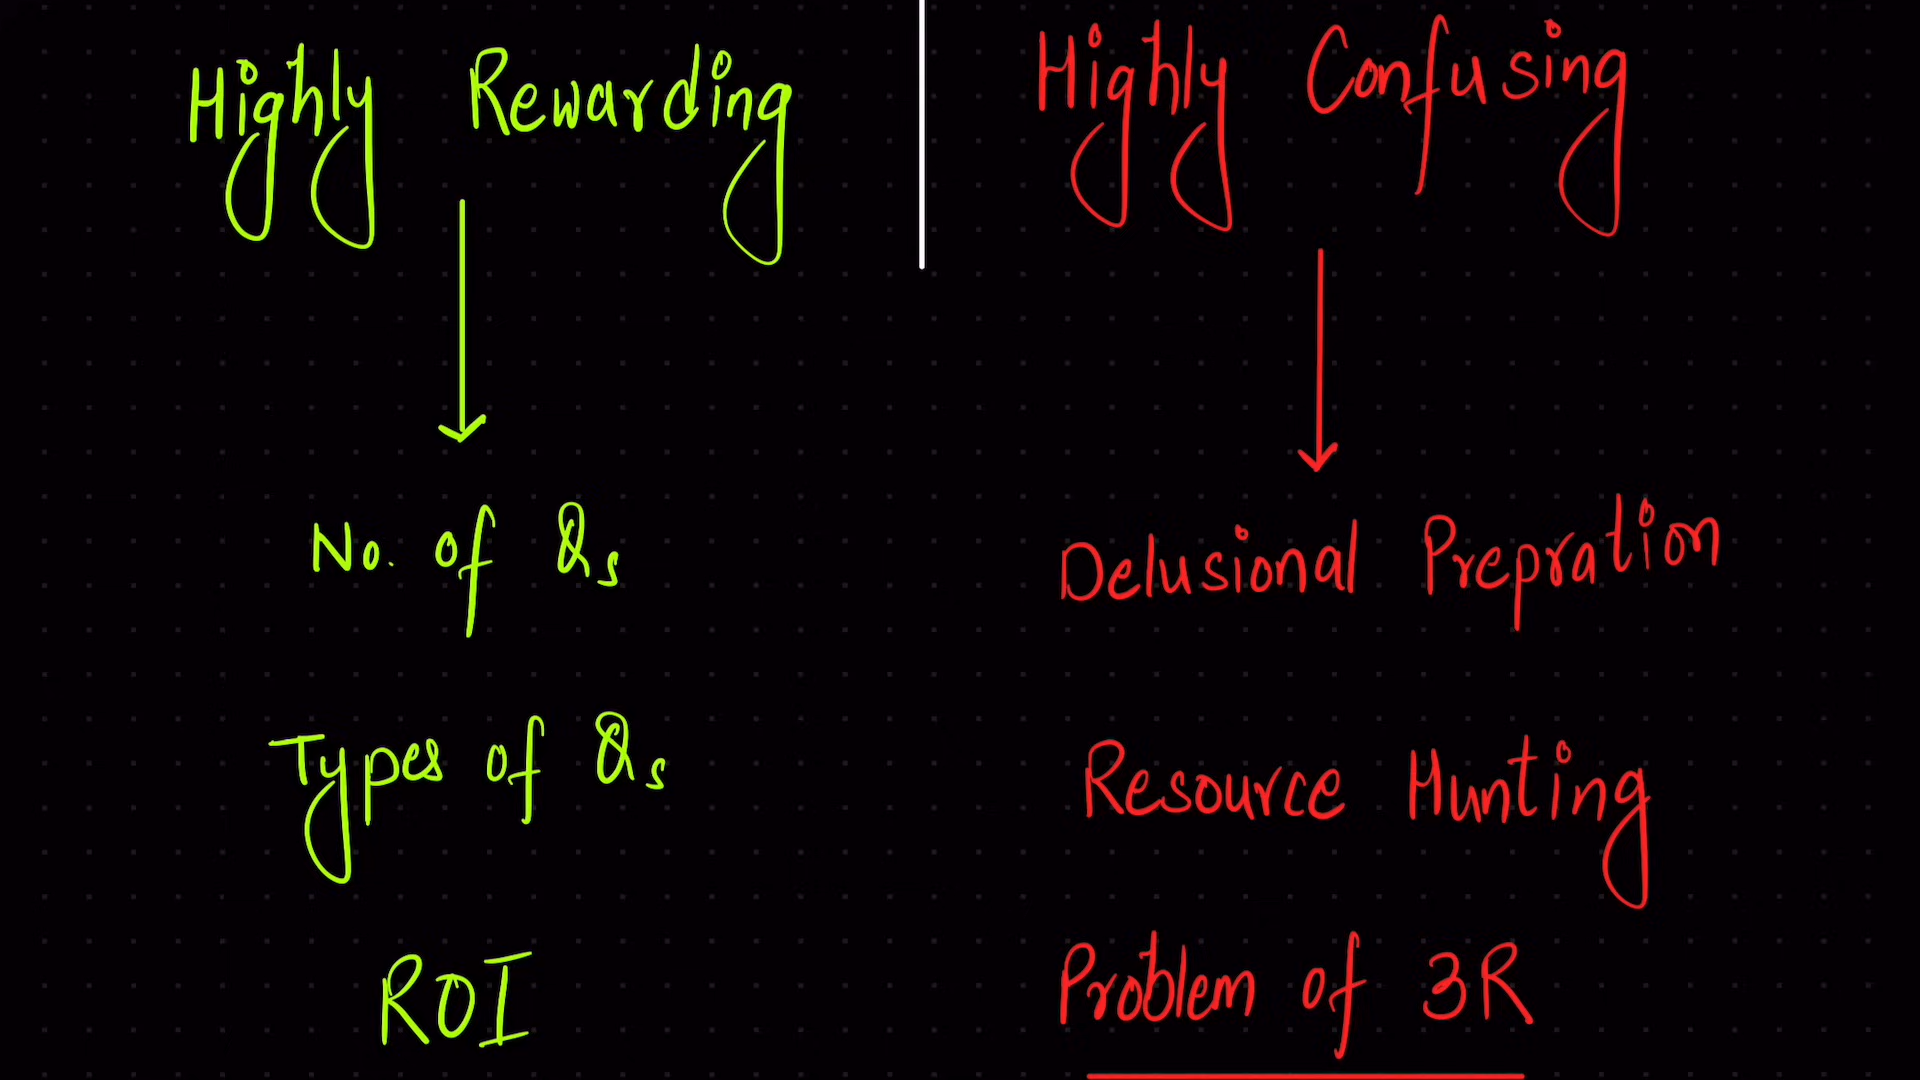 Highly Rewarding
No. of Qs
Types of Qs
ROI
Highly Confusing
Delusional Prepration
Resource Hunting
Problem of 3R